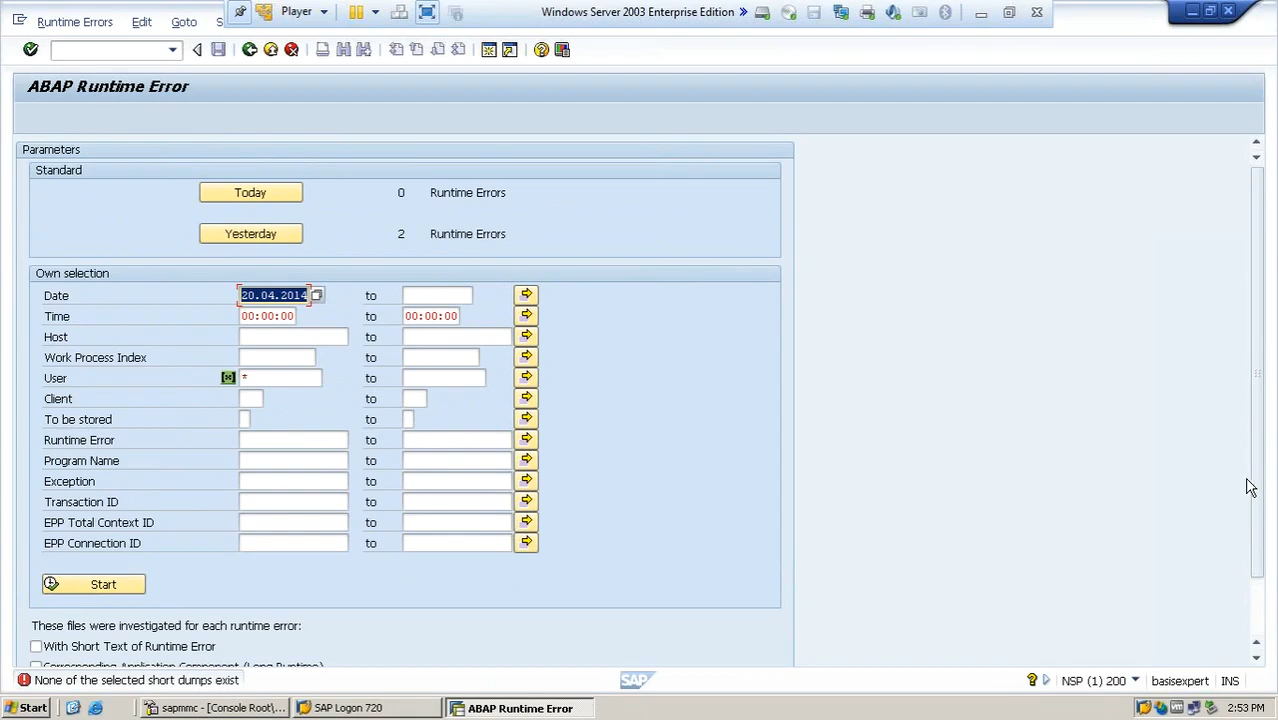 Runtime Errors Edit Goto S Player Windows Server 2003 Enterprise Edition
ABAP Runtime Error
Parameters
Standard
Today 0 Runtime Errors
Yesterday 2 Runtime Errors
Own selection
Date 20.04.2014 to
Time 00:00:00 to 00:00:00
Host to
Work Process Index to
User * to
Client to
To be stored to
Runtime Error to
Program Name to
Exception to
Transaction ID to
EPP Total Context ID to
EPP Connection ID to
Start
These files were investigated for each runtime error:
With Short Text of Runtime Error
Corresponding Application Component (Long Runtime)
None of the selected short dumps exist SAP NSP (1) 200 basisexpert INS
Start sapmmc - [Console Root\... SAP Logon 720 ABAP Runtime Error 2:53 PM